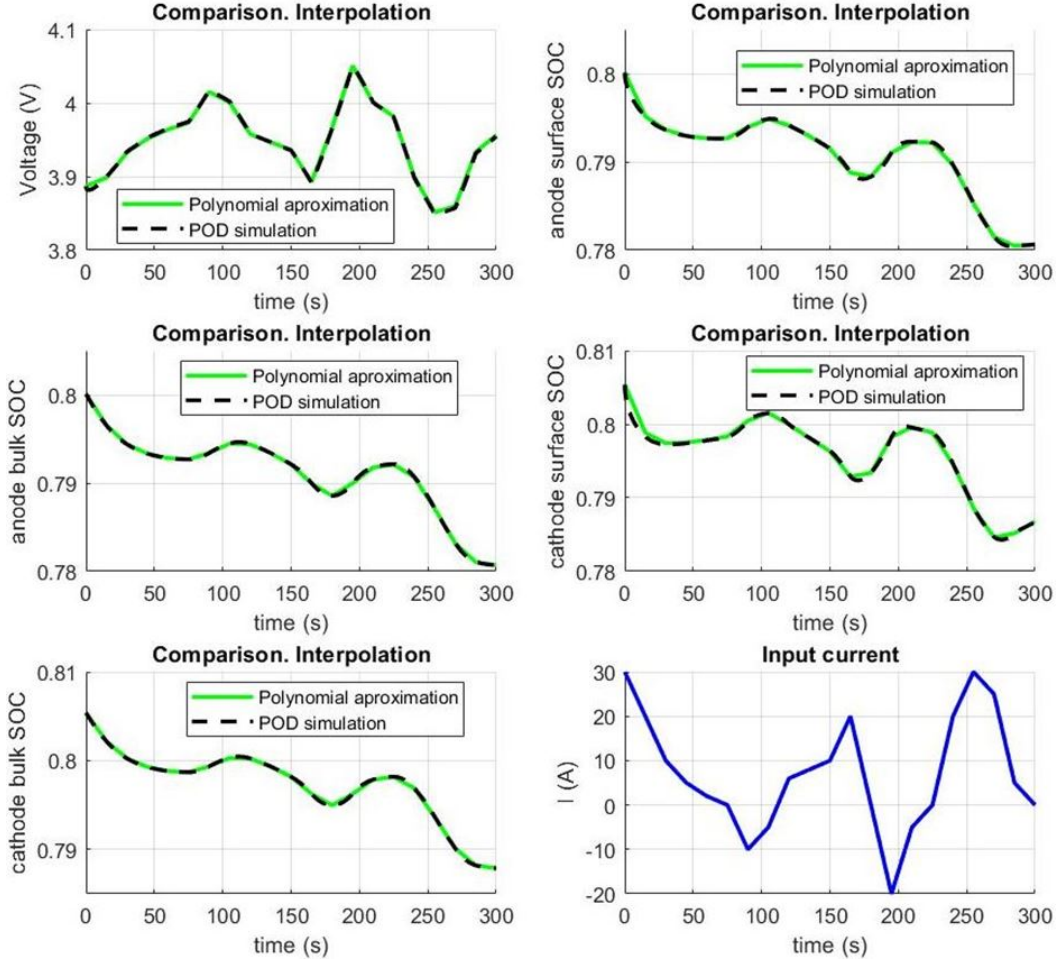 Comparison. Interpolation
4.1
4
3.9
3.8
Voltage (V)
Polynomial aproximation
POD simulation
0 50 100 150 200 250 300
time (s)
Comparison. Interpolation
0.8
0.79
0.78
anode surface SOC
Polynomial aproximation
POD simulation
0 50 100 150 200 250 300
time (s)
Comparison. Interpolation
0.8
0.79
0.78
anode bulk SOC
Polynomial aproximation
POD simulation
0 50 100 150 200 250 300
time (s)
Comparison. Interpolation
0.81
0.8
0.79
0.78
cathode surface SOC
Polynomial aproximation
POD simulation
0 50 100 150 200 250 300
time (s)
Comparison. Interpolation
0.81
0.8
0.79
cathode bulk SOC
Polynomial aproximation
POD simulation
0 50 100 150 200 250 300
time (s)
Input current
30
20
10
0
-10
-20
I (A)
0 50 100 150 200 250 300
time (s)